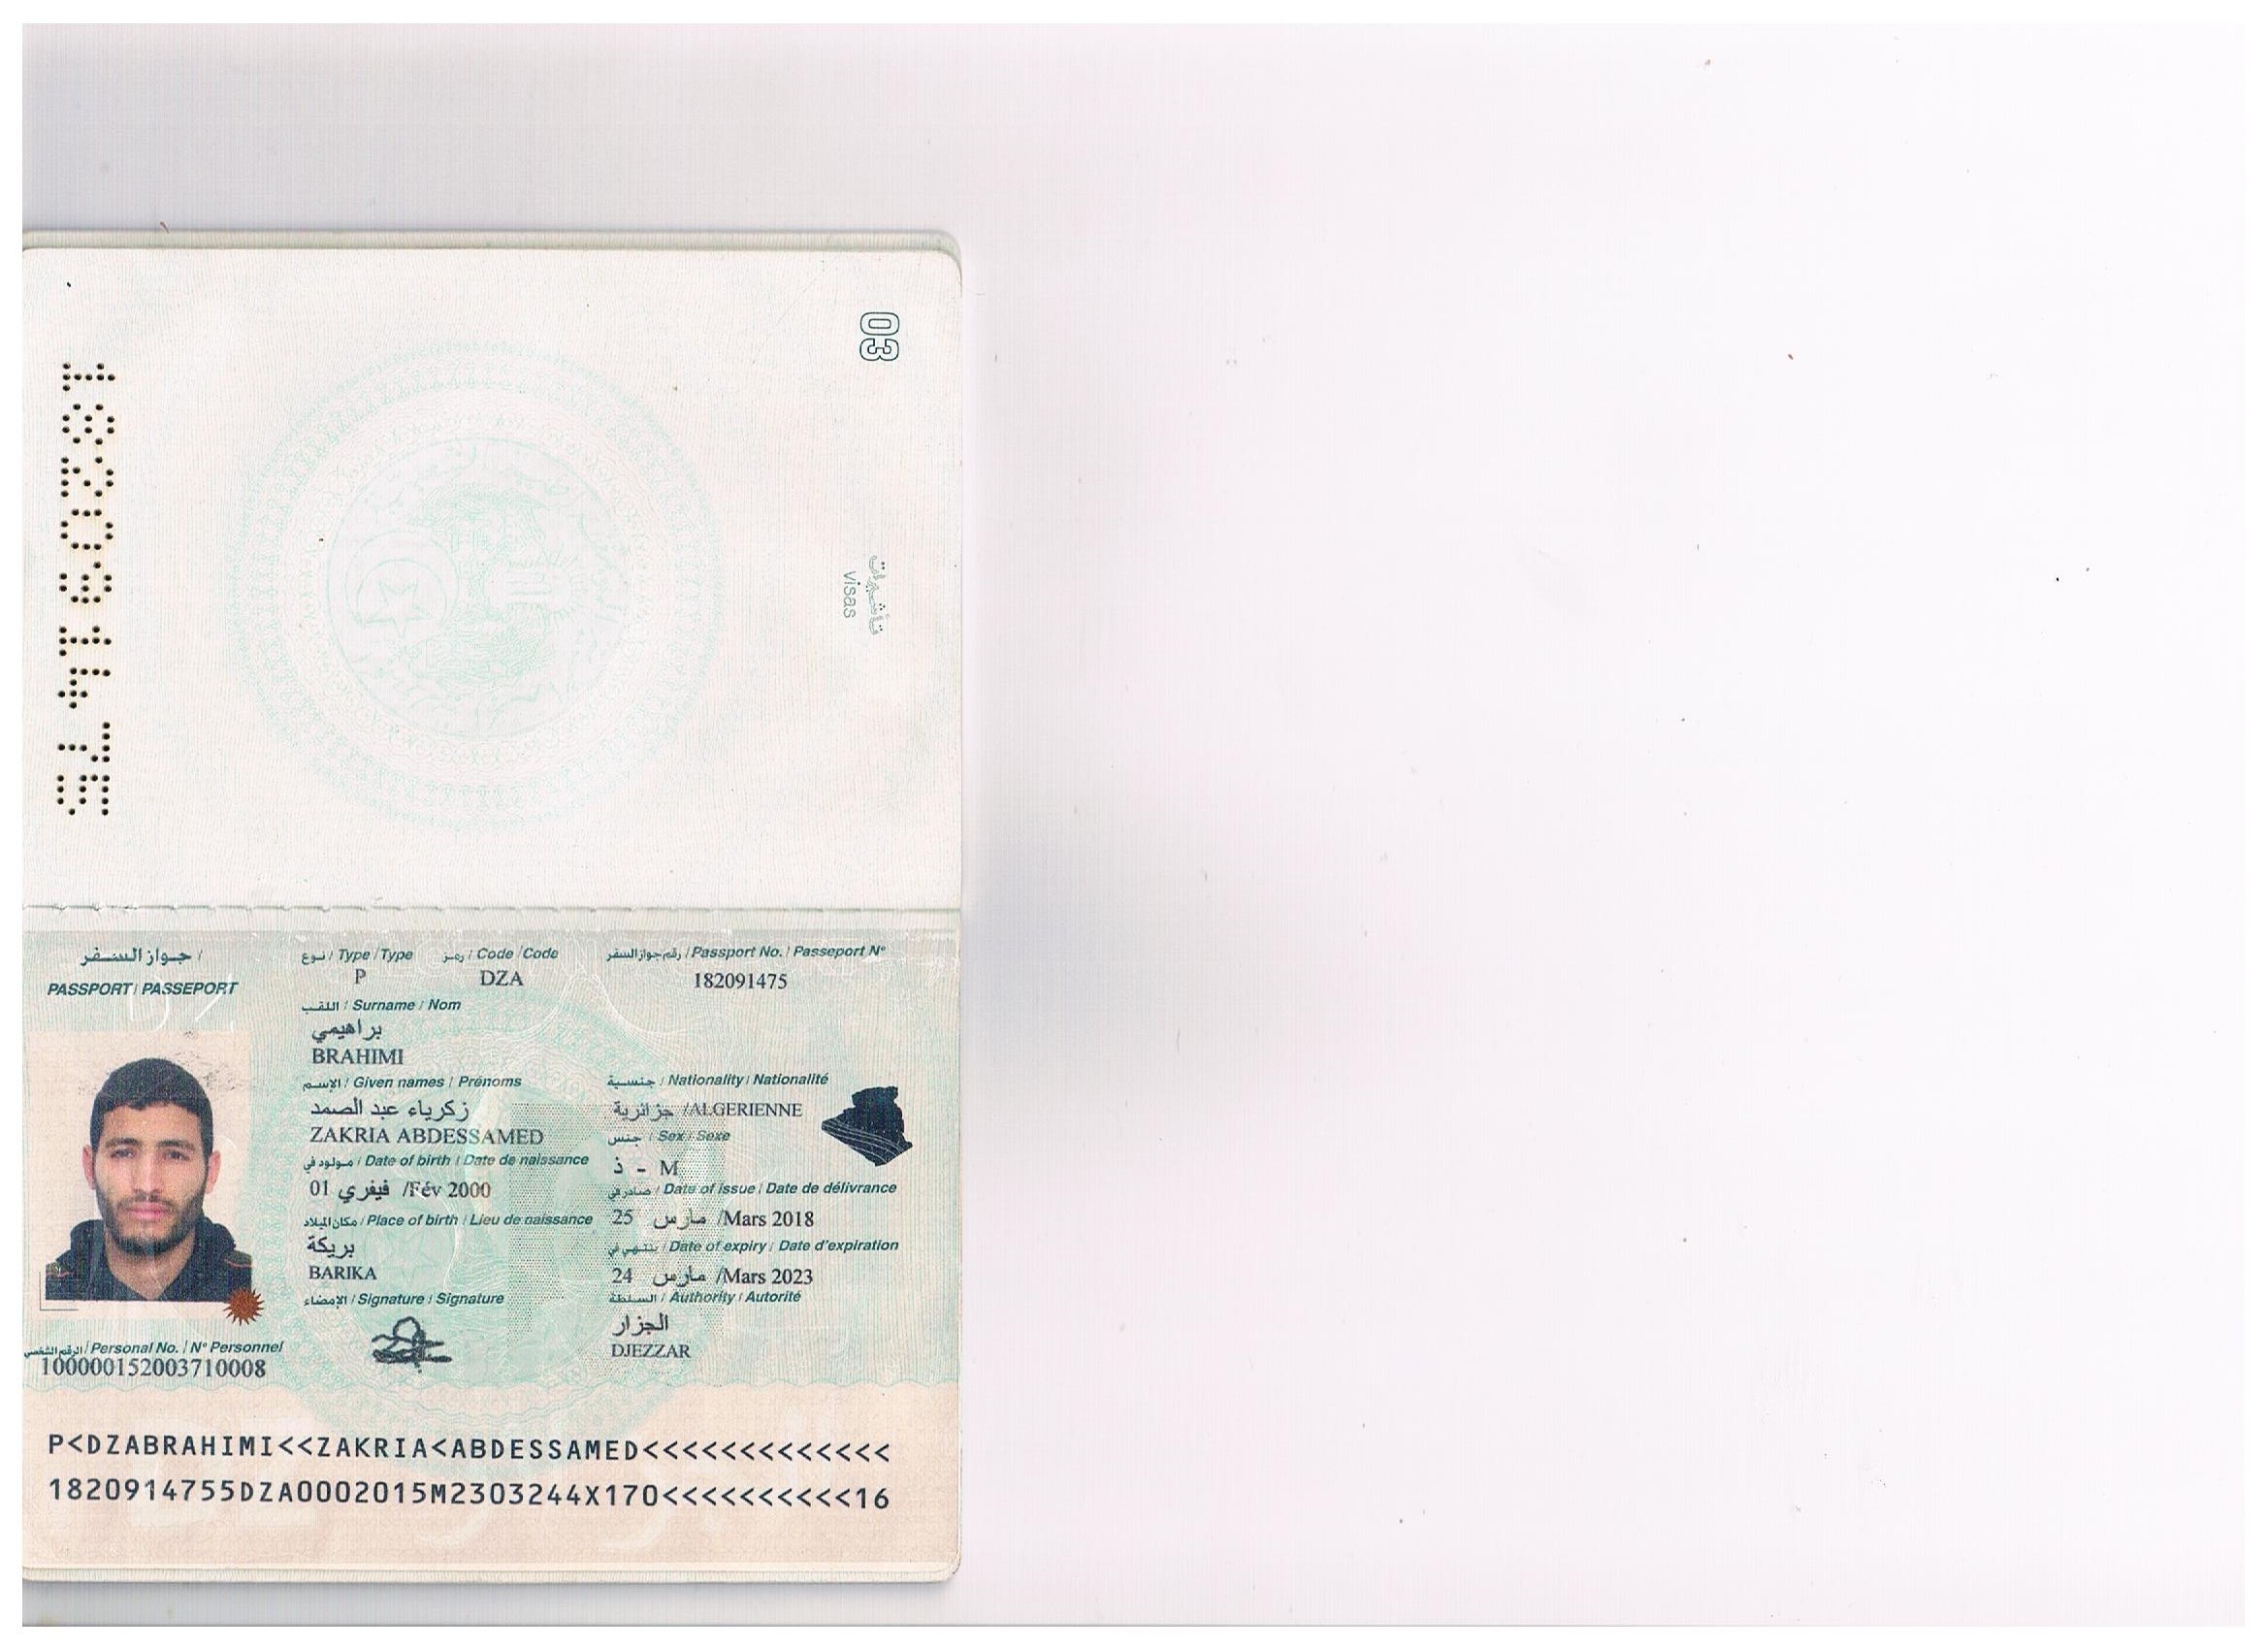 03
تأشيرات
visas
182091475
جواز السفر /
PASSPORT / PASSEPORT
نوع / Type / Type
P
رمز / Code / Code
DZA
رقم جواز السفر / Passport No. / Passeport N°
182091475
اللقب / Surname / Nom
براهيمي
BRAHIMI
الإسم / Given names / Prénoms
زكرياء عبد الصمد
ZAKRIA ABDESSAMED
جنسية / Nationality / Nationalité
جزائرية /ALGERIENNE
جنس / Sex / Sexe
ذ - M
مولود في / Date of birth / Date de naissance
01 فيفري /Fév 2000
صادر في / Date of issue / Date de délivrance
25 مارس /Mars 2018
مكان الميلاد / Place of birth / Lieu de naissance
بريكة
BARIKA
ينتهي في / Date of expiry / Date d'expiration
24 مارس /Mars 2023
الإمضاء / Signature / Signature
السلطة / Authority / Autorité
الجزار
DJEZZAR
الرقم الشخصي / Personal No. / N° Personnel
100000152003710008
P<DZABRAHIMI<<ZAKRIA<ABDESSAMED<<<<<<<<<<<<<
1820914755DZA0002015M2303244X170<<<<<<<<<<16